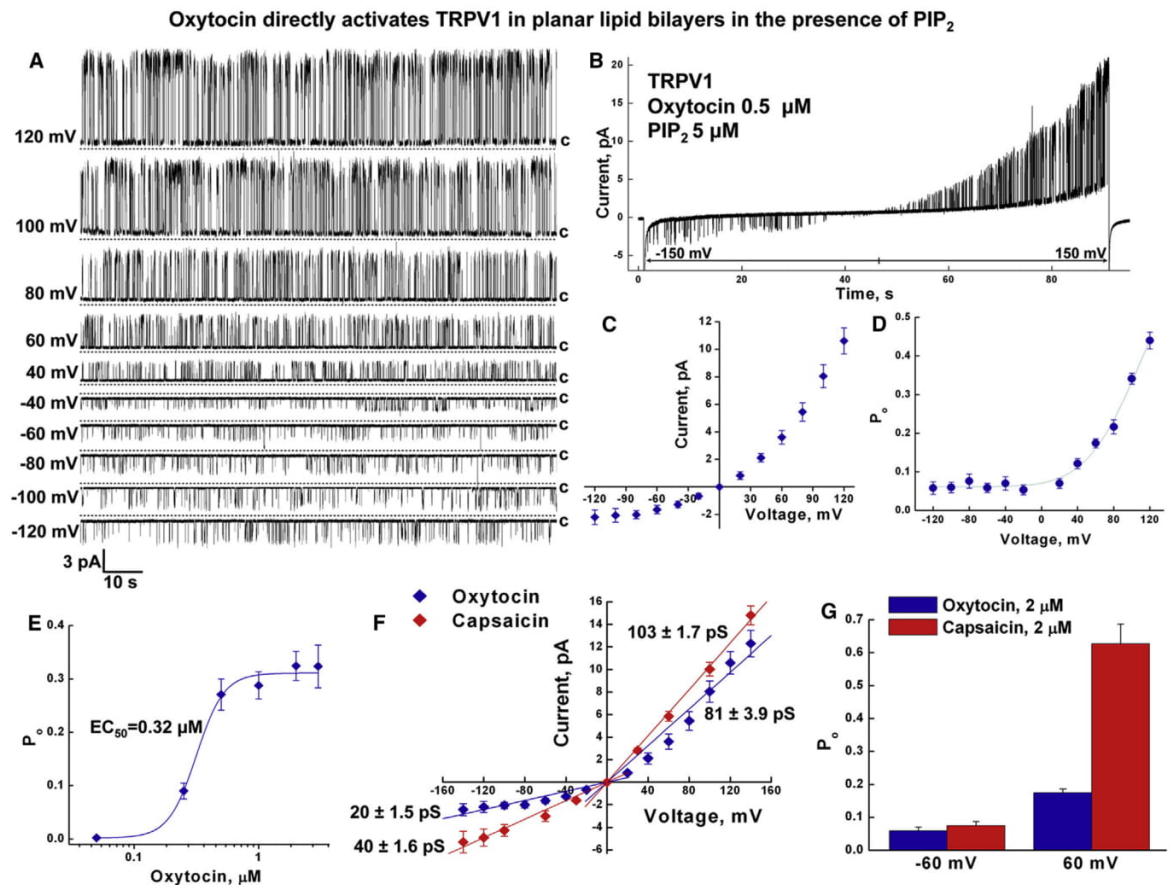 Oxytocin directly activates TRPV1 in planar lipid bilayers in the presence of PIP₂
A
120 mV
c
100 mV
c
80 mV
c
60 mV
c
40 mV
c
-40 mV
c
-60 mV
c
-80 mV
c
-100 mV
c
-120 mV
c
3 pA
10 s
B
TRPV1
Oxytocin 0.5 μM
PIP₂ 5 μM
Current, pA
20
15
10
5
0
-5
-150 mV
150 mV
0 20 40 60 80
Time, s
C
Current, pA
12
10
8
6
4
2
-2
-120 -90 -60 -30
30 60 90 120
Voltage, mV
D
Pₒ
0.5
0.4
0.3
0.2
0.1
0.0
-120 -80 -40 0 40 80 120
Voltage, mV
E
Pₒ
0.4
0.3
0.2
0.1
0.0
EC₅₀=0.32 μM
0.1 1
Oxytocin, μM
F
Oxytocin
Capsaicin
Current, pA
16
14
12
10
8
6
4
2
-2
-4
-6
103 ± 1.7 pS
81 ± 3.9 pS
20 ± 1.5 pS
40 ± 1.6 pS
-160 -120 -80 -40
40 80 120 160
Voltage, mV
G
Oxytocin, 2 μM
Capsaicin, 2 μM
Pₒ
0.7
0.6
0.5
0.4
0.3
0.2
0.1
0.0
-60 mV
60 mV